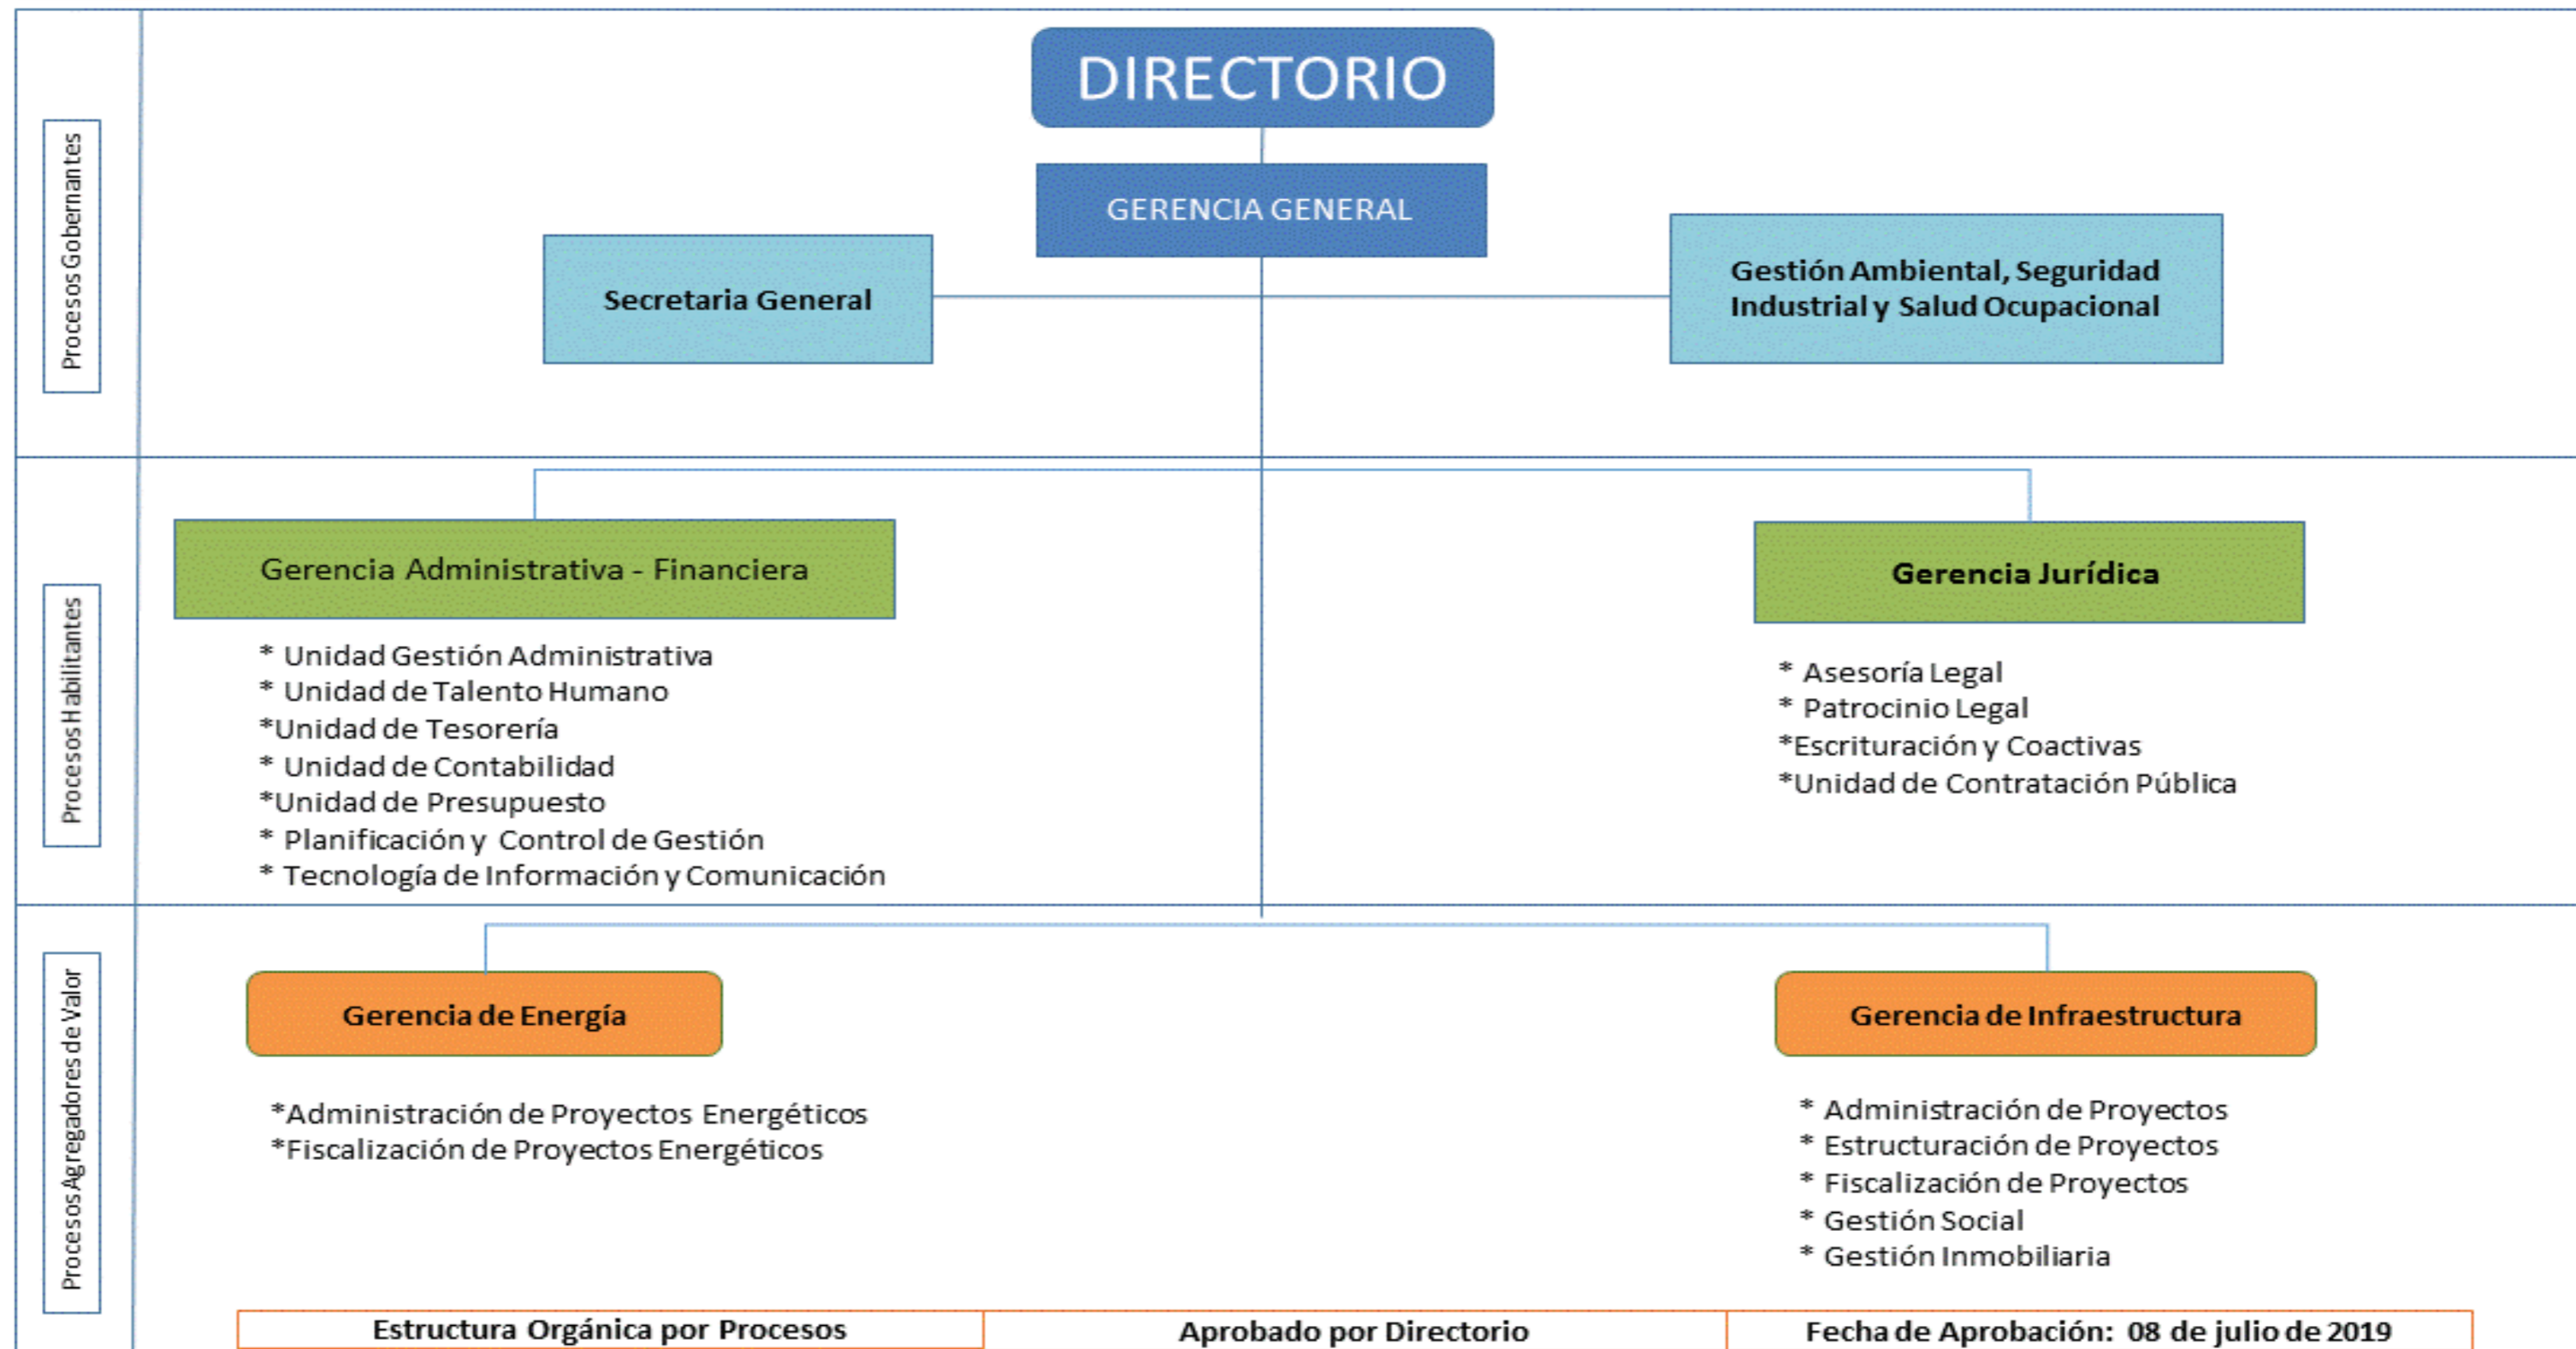 DIRECTORIO
GERENCIA GENERAL
Procesos Gobernantes
Secretaria General
Gestión Ambiental, Seguridad
Industrial y Salud Ocupacional
Procesos Habilitantes
Gerencia Administrativa - Financiera
* Unidad Gestión Administrativa
* Unidad de Talento Humano
*Unidad de Tesorería
* Unidad de Contabilidad
*Unidad de Presupuesto
* Planificación y Control de Gestión
* Tecnología de Información y Comunicación
Gerencia Jurídica
* Asesoría Legal
* Patrocinio Legal
*Escrituración y Coactivas
*Unidad de Contratación Pública
Procesos Agregadores de Valor
Gerencia de Energía
*Administración de Proyectos Energéticos
*Fiscalización de Proyectos Energéticos
Gerencia de Infraestructura
* Administración de Proyectos
* Estructuración de Proyectos
* Fiscalización de Proyectos
* Gestión Social
* Gestión Inmobiliaria
Estructura Orgánica por Procesos
Aprobado por Directorio
Fecha de Aprobación: 08 de julio de 2019